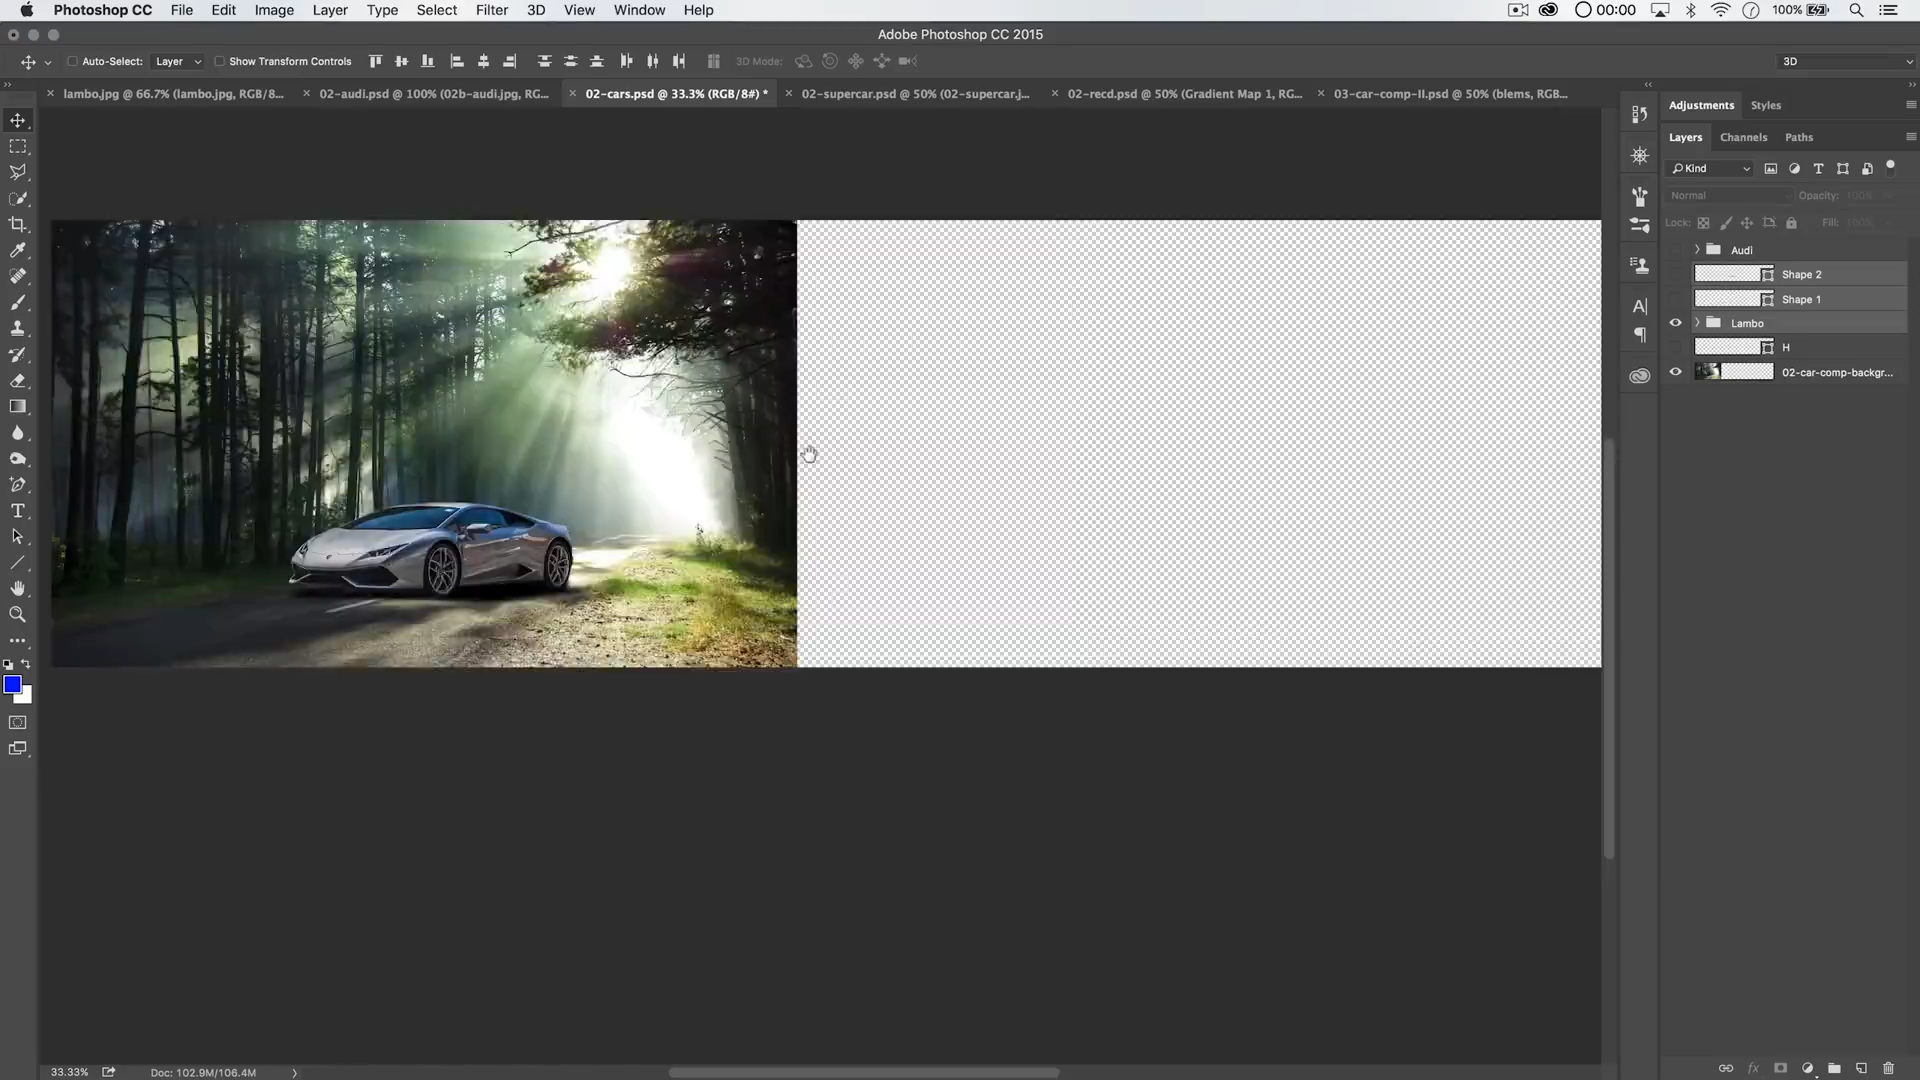 Photoshop CC File Edit Image Layer Type Select Filter 3D View Window Help 00:00 100%
Adobe Photoshop CC 2015
Auto-Select: Layer Show Transform Controls 3D Mode: 3D
lambo.jpg @ 66.7% (lambo.jpg, RGB/8... 02-audi.psd @ 100% (02b-audi.jpg, RG... 02-cars.psd @ 33.3% (RGB/8#) * 02-supercar.psd @ 50% (02-supercar.j... 02-recd.psd @ 50% (Gradient Map 1, RG... 03-car-comp-II.psd @ 50% (blems, RGB...
Adjustments Styles
Layers Channels Paths
Kind
Normal Opacity: 100%
Lock: Fill: 100%
Audi
Shape 2
Shape 1
Lambo
H
02-car-comp-backgr...
33.33% Doc: 102.9M/106.4M